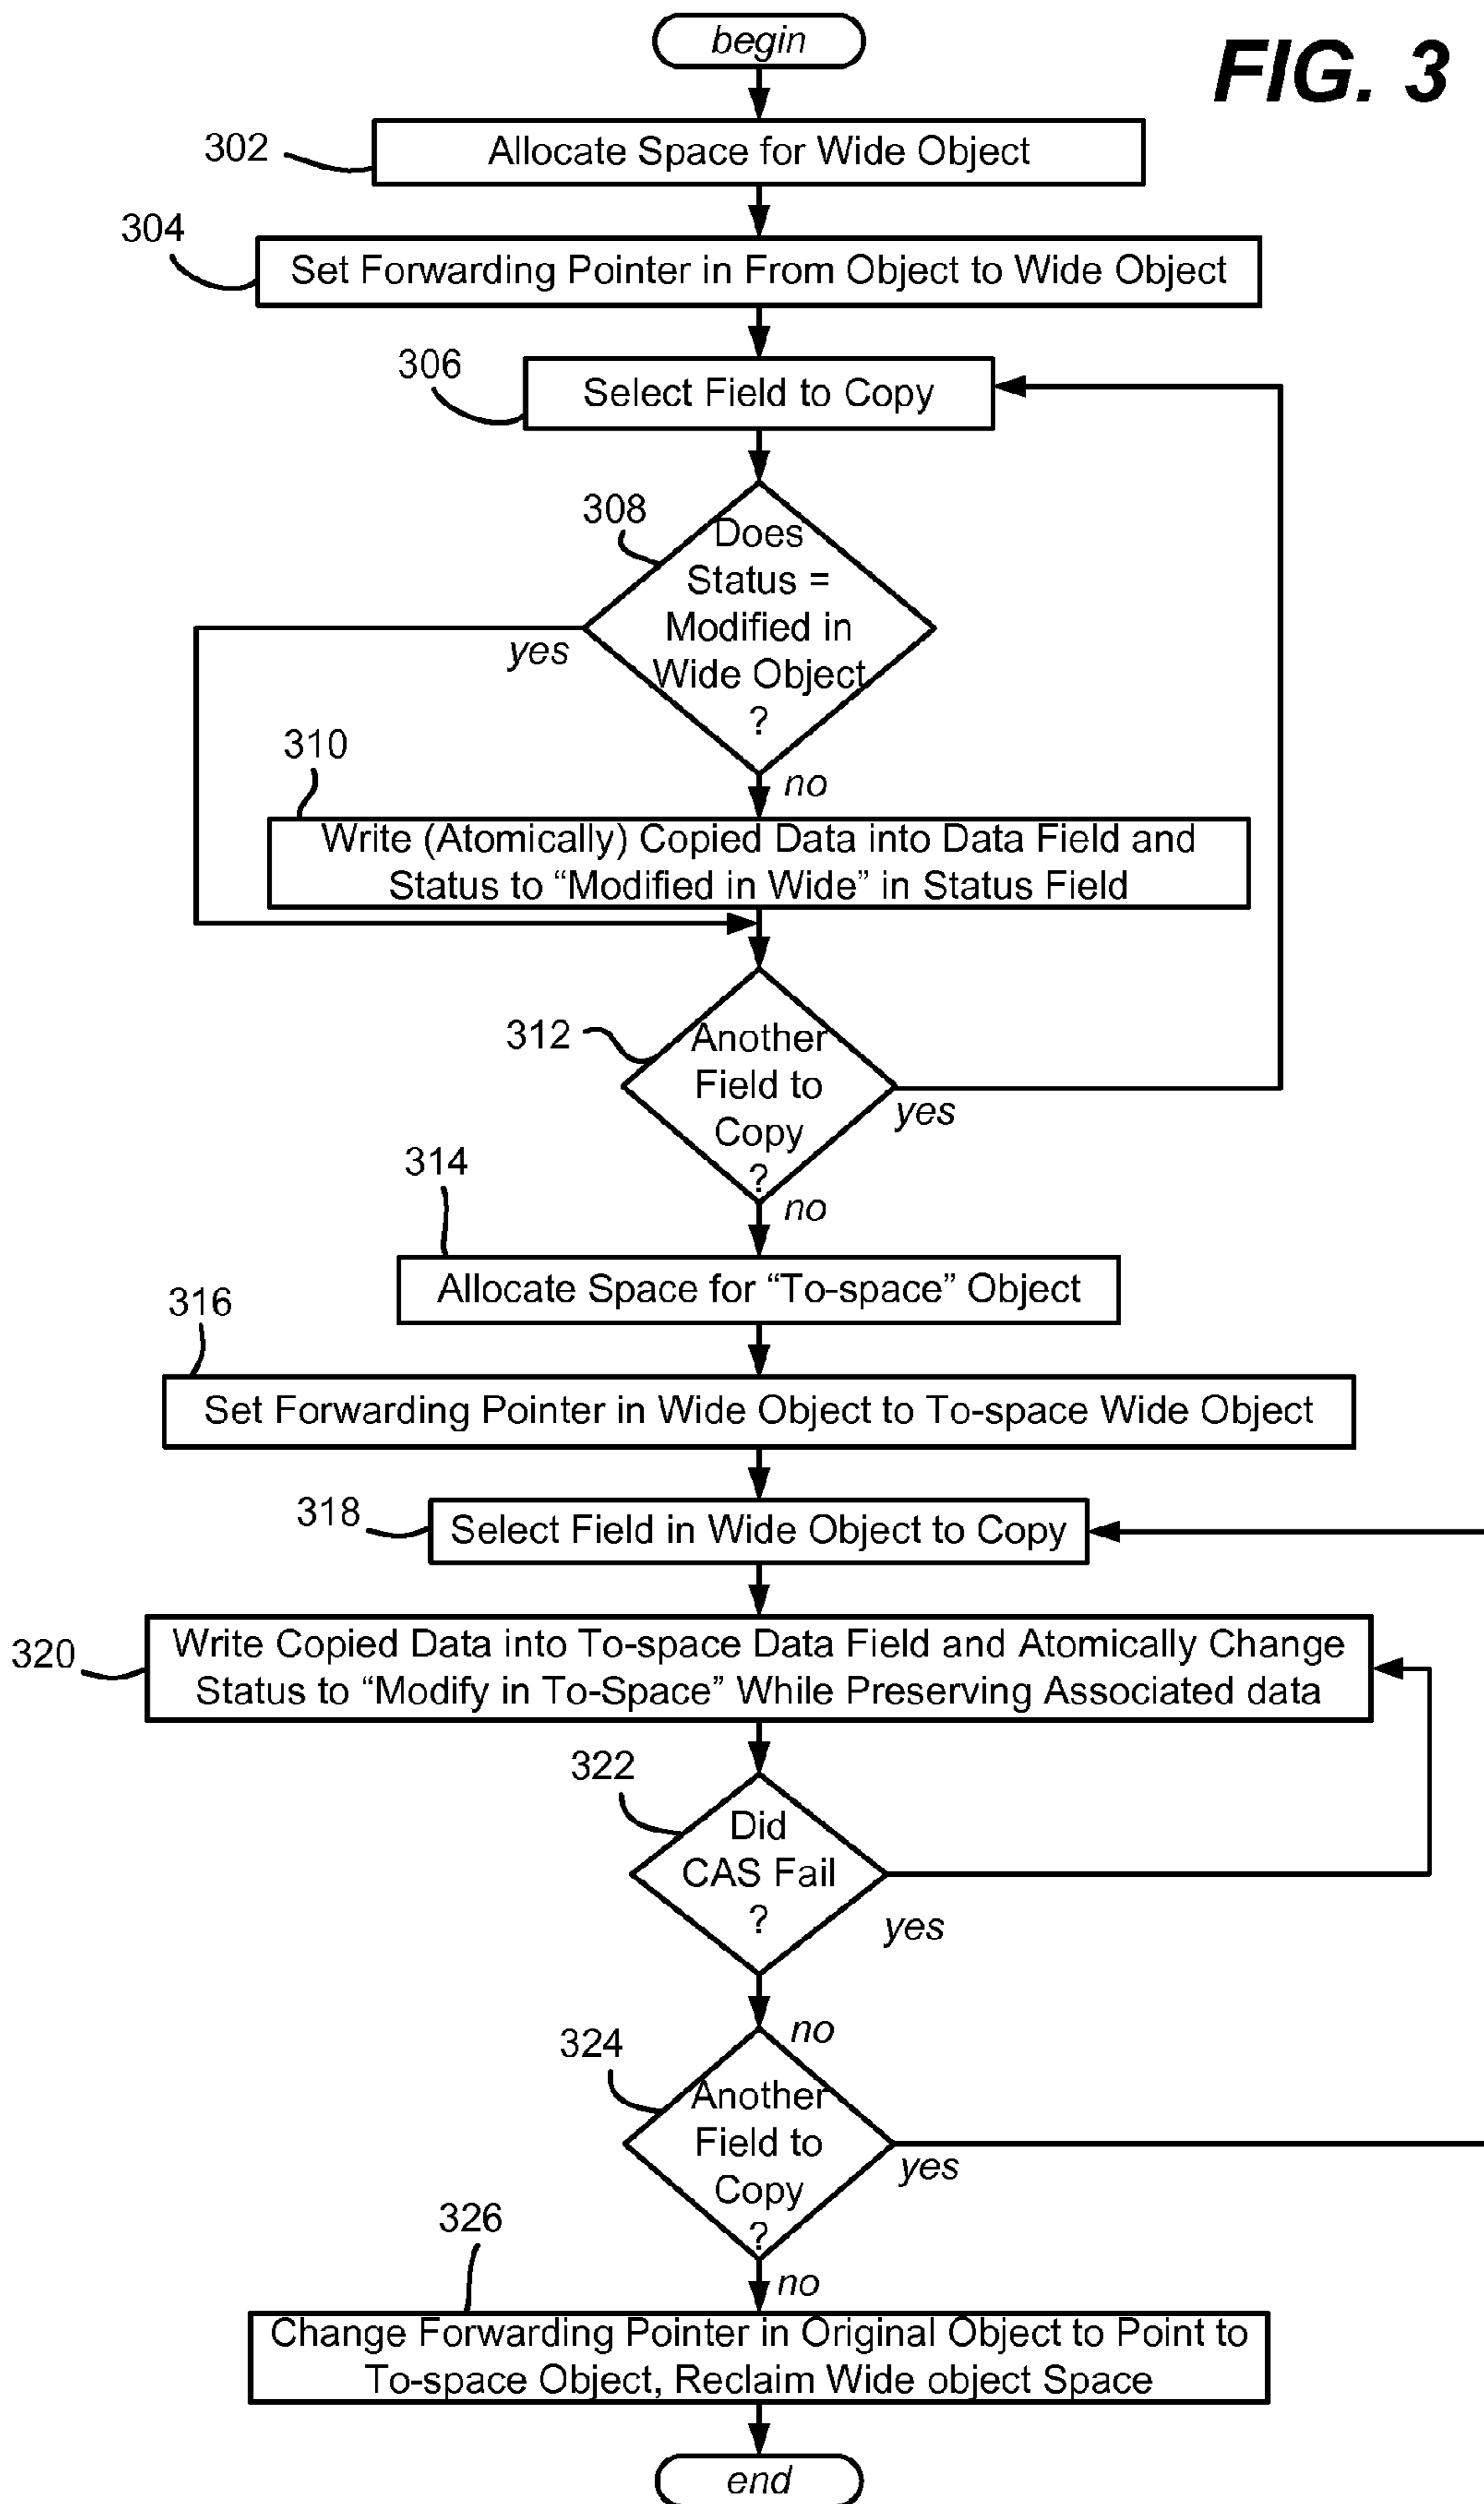 begin
FIG. 3
302
Allocate Space for Wide Object
304
Set Forwarding Pointer in From Object to Wide Object
306
Select Field to Copy
308
Does
Status =
Modified in
Wide Object
?
yes
no
310
Write (Atomically) Copied Data into Data Field and
Status to “Modified in Wide” in Status Field
312
Another
Field to
Copy
?
yes
no
314
Allocate Space for “To-space” Object
316
Set Forwarding Pointer in Wide Object to To-space Wide Object
318
Select Field in Wide Object to Copy
320
Write Copied Data into To-space Data Field and Atomically Change
Status to “Modify in To-Space” While Preserving Associated data
322
Did
CAS Fail
?
yes
no
324
Another
Field to
Copy
?
yes
no
326
Change Forwarding Pointer in Original Object to Point to
To-space Object, Reclaim Wide object Space
end